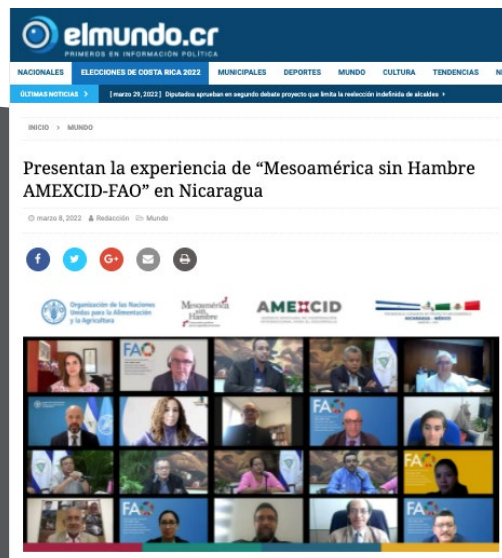 elmundo.cr
PRIMEROS EN INFORMACIÓN POLÍTICA
NACIONALES ELECCIONES DE COSTA RICA 2022 MUNICIPALES DEPORTES MUNDO CULTURA TENDENCIAS
ÚLTIMAS NOTICIAS > [marzo 29, 2022] Diputados aprueban en segundo debate proyecto que limita la reelección indefinida de alcaldes
INICIO > MUNDO
Presentan la experiencia de “Mesoamérica sin Hambre
AMEXCID-FAO” en Nicaragua
marzo 8, 2022 Redacción Mundo
G+
Organización de las Naciones
Unidas para la Alimentación
y la Agricultura
Mesoamérica
sin
Hambre
AMEXCID
NICARAGUA - MÉXICO
FAO
FAO
FA
FAO